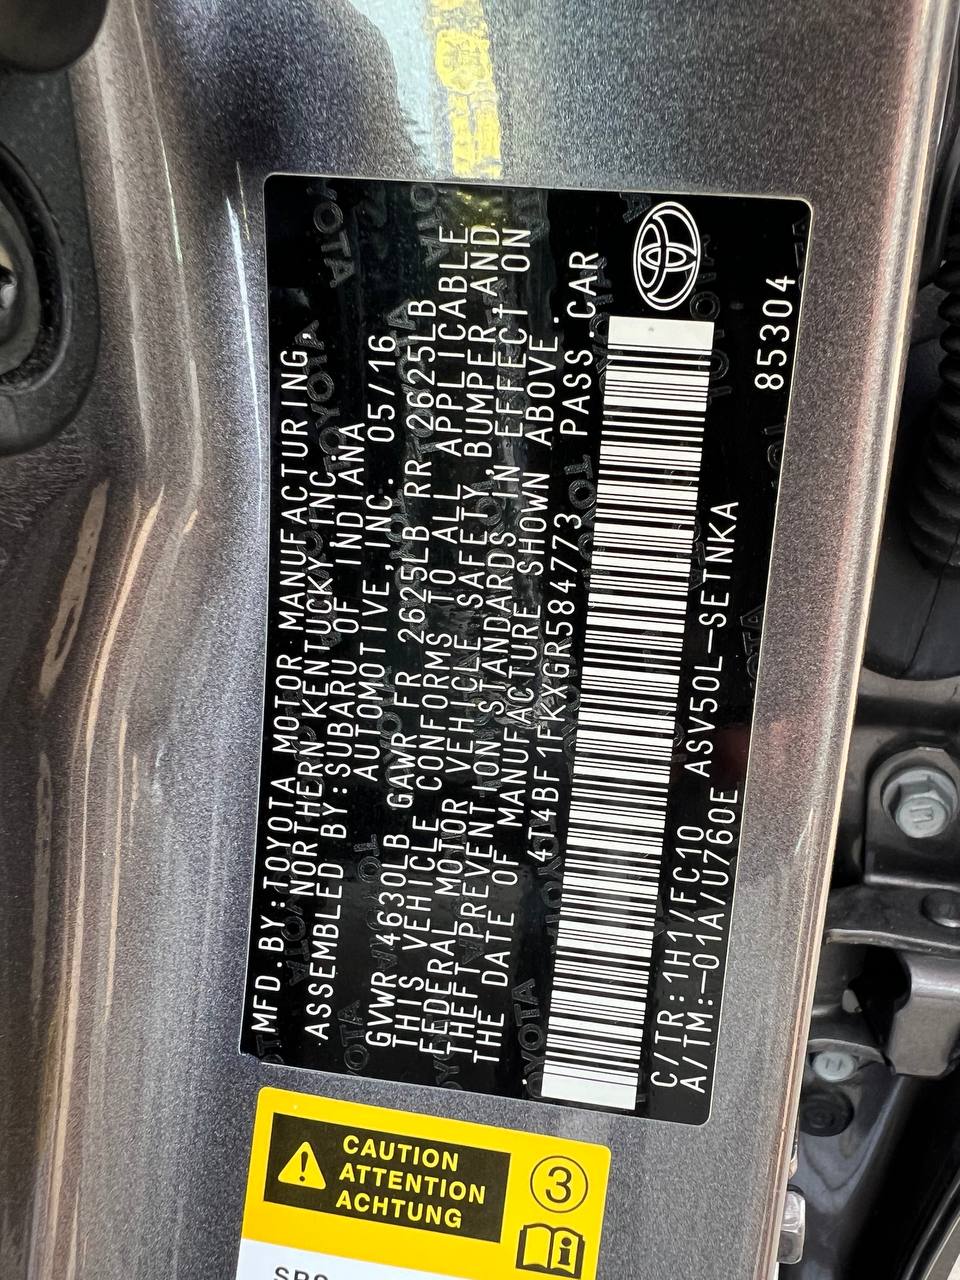 MFD.BY:TOYOTA MOTOR MANUFACTURING,
NORTHERN KENTUCKY,INC.
ASSEMBLED BY:SUBARU OF INDIANA
AUTOMOTIVE,INC. 05/16
GVWR 4630LB GAWR FR 2625LB RR 2625LB
THIS VEHICLE CONFORMS TO ALL APPLICABLE
FEDERAL MOTOR VEHICLE SAFETY,BUMPER,AND
THEFT PREVENTION STANDARDS IN EFFECT ON
THE DATE OF MANUFACTURE SHOWN ABOVE.
4T4BF1FKXGR584773 PASS.CAR
C/TR:1H1/FC10 ASV50L-SETNKA
A/TM:-01A/U760E 85304
CAUTION
ATTENTION
ACHTUNG
3
SRS